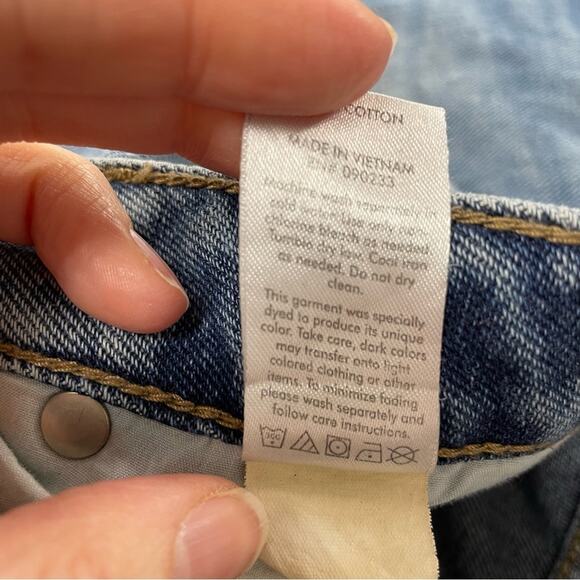 COTTON
MADE IN VIETNAM
RN# 090233
Machine wash separately in
cold water. Use only non-
chlorine bleach as needed
Tumble dry low. Cool iron
as needed. Do not dry
clean.
This garment was specially
dyed to produce its unique
color. Take care, dark colors
may transfer onto light
colored clothing or other
items. To minimize fading
please wash separately and
follow care instructions.